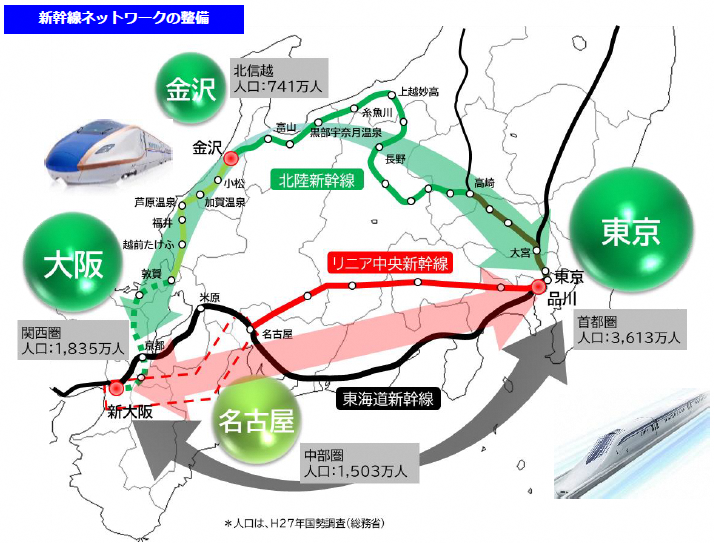 新幹線ネットワークの整備
金沢
北信越
人口：741万人
上越妙高
糸魚川
富山
黒部宇奈月温泉
金沢
長野
北陸新幹線
高崎
小松
加賀温泉
芦原温泉
福井
越前たけふ
敦賀
大阪
東京
大宮
リニア中央新幹線
東京
品川
米原
名古屋
京都
関西圏
人口：1,835万人
首都圏
人口：3,613万人
新大阪
東海道新幹線
名古屋
中部圏
人口：1,503万人
＊人口は、H27年国勢調査（総務省）